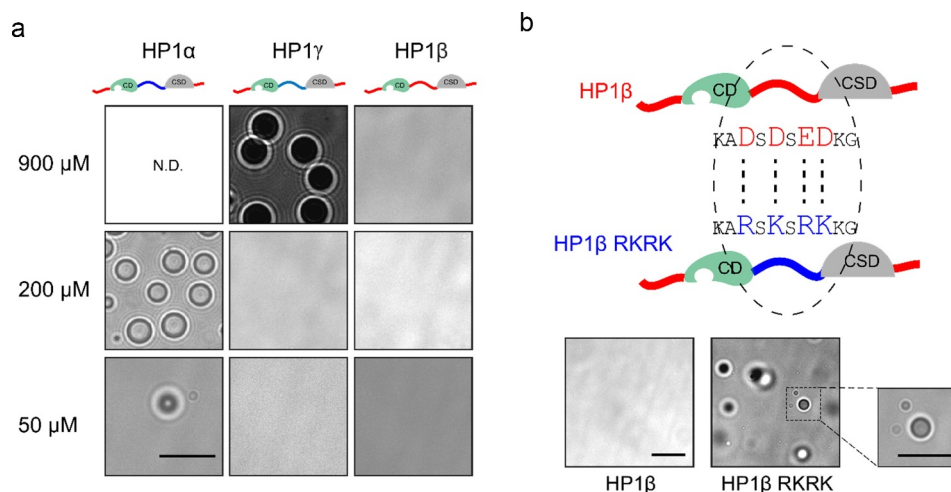 a
HP1α HP1γ HP1β
CD CSD CD CSD CD CSD
900 μM
N.D.
200 μM
50 μM
b
HP1β
CD CSD
KADSDSEDKG
KARSKSRKKG
HP1β RKRK
CD CSD
HP1β HP1β RKRK